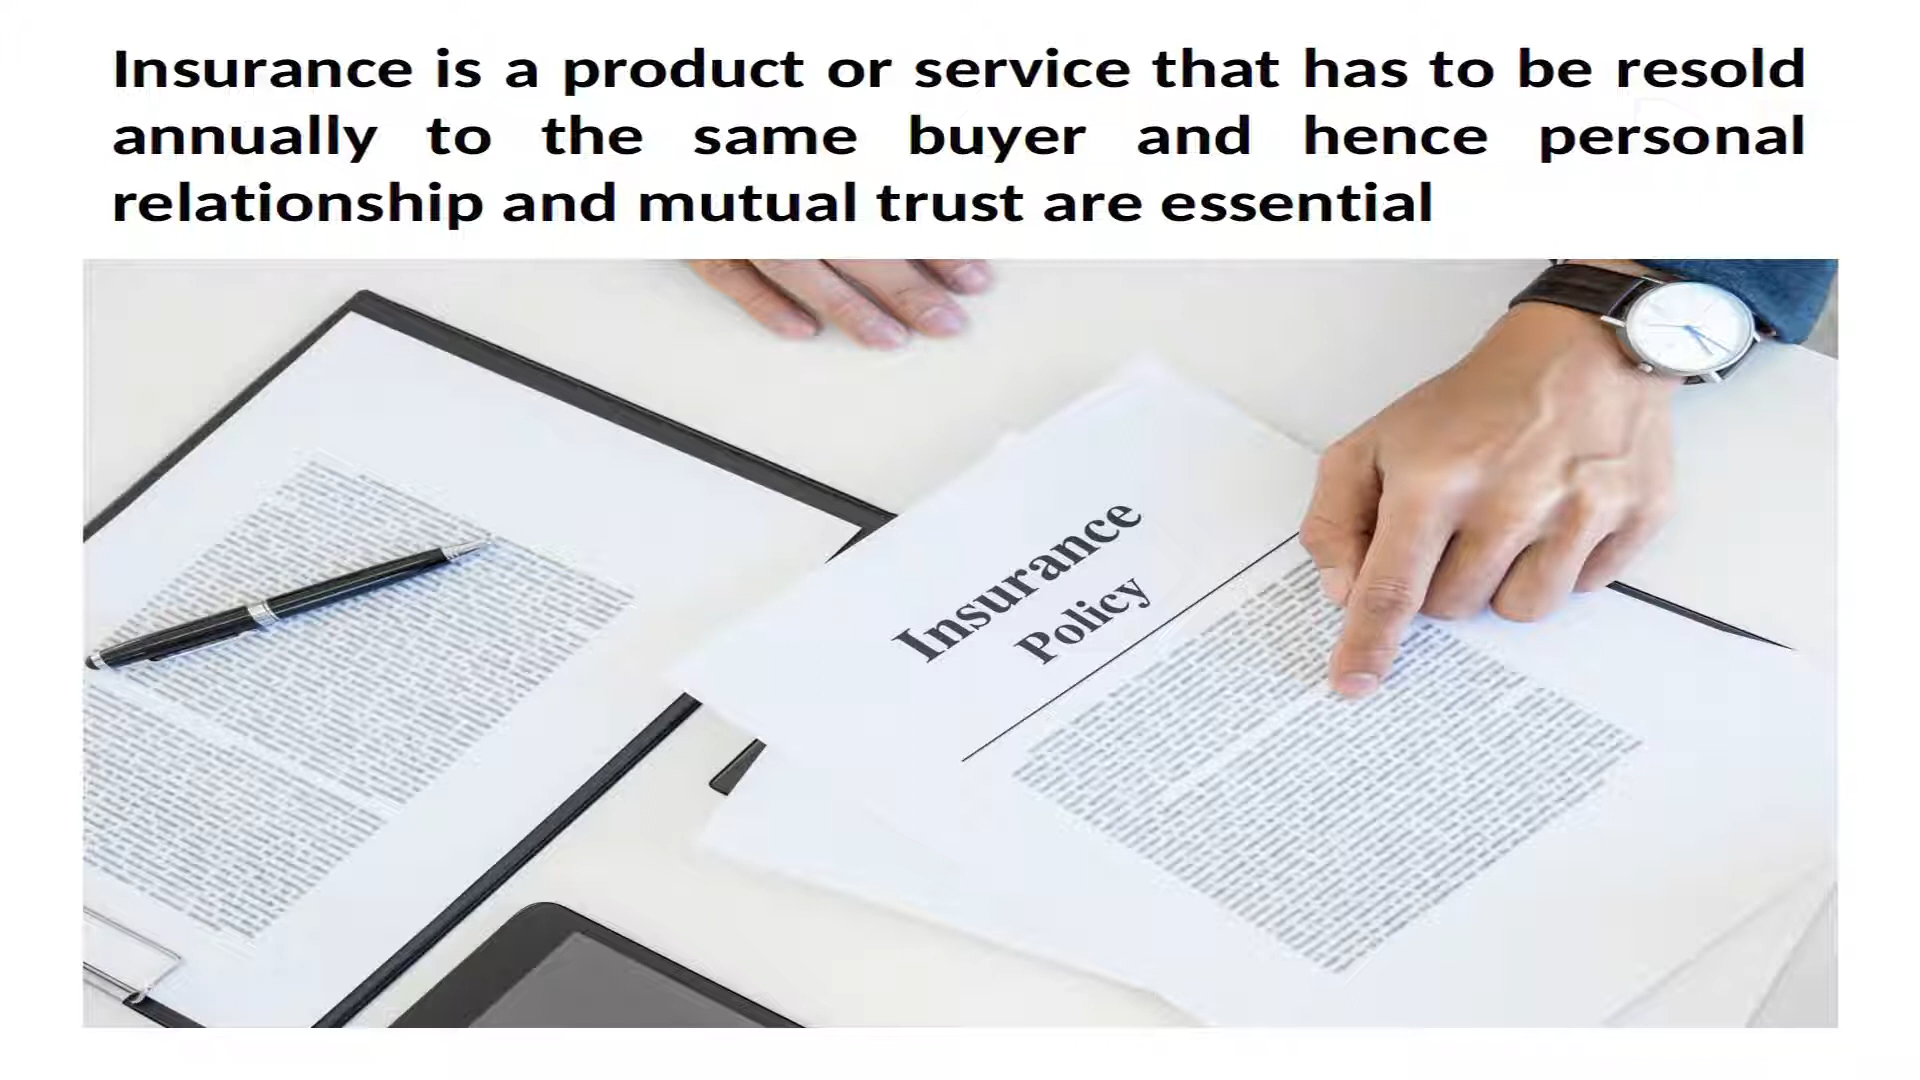 Insurance is a product or service that has to be resold
annually to the same buyer and hence personal
relationship and mutual trust are essential
Insurance
Policy